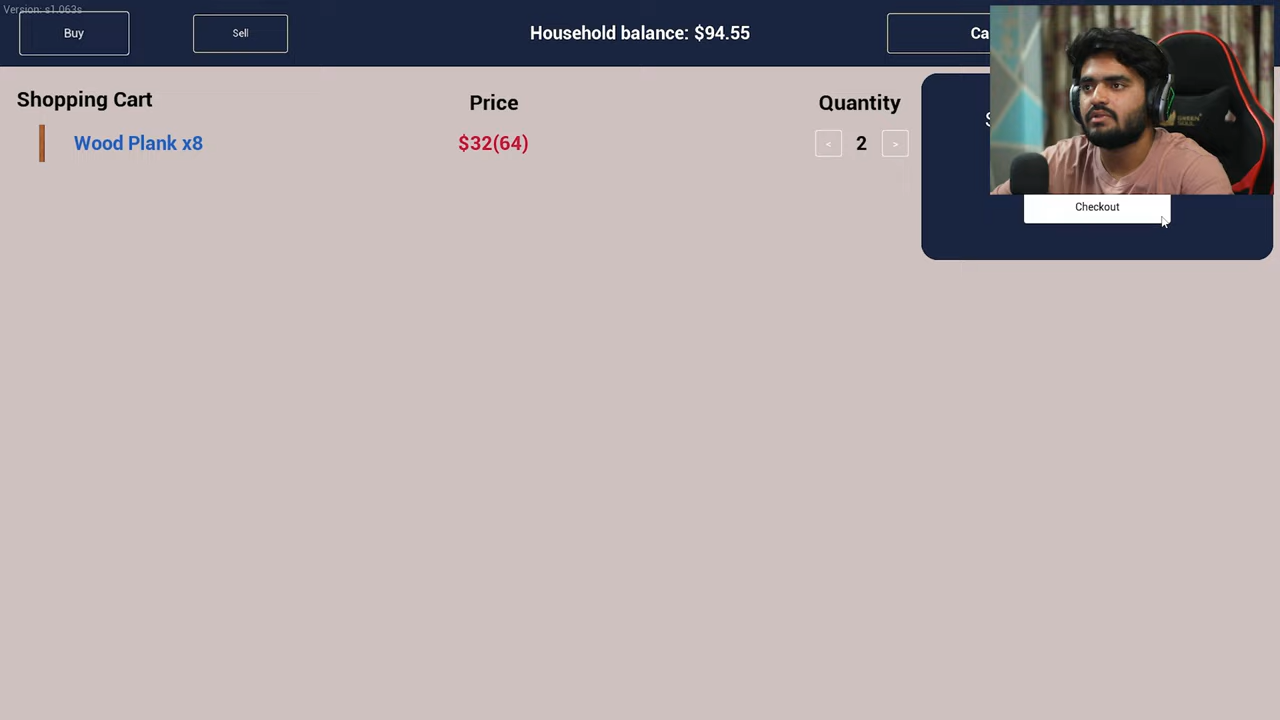 Version: s1.063s
Buy
Sell
Household balance: $94.55
Shopping Cart
Price
Quantity
Wood Plank x8
$32(64)
<
2
>
Checkout